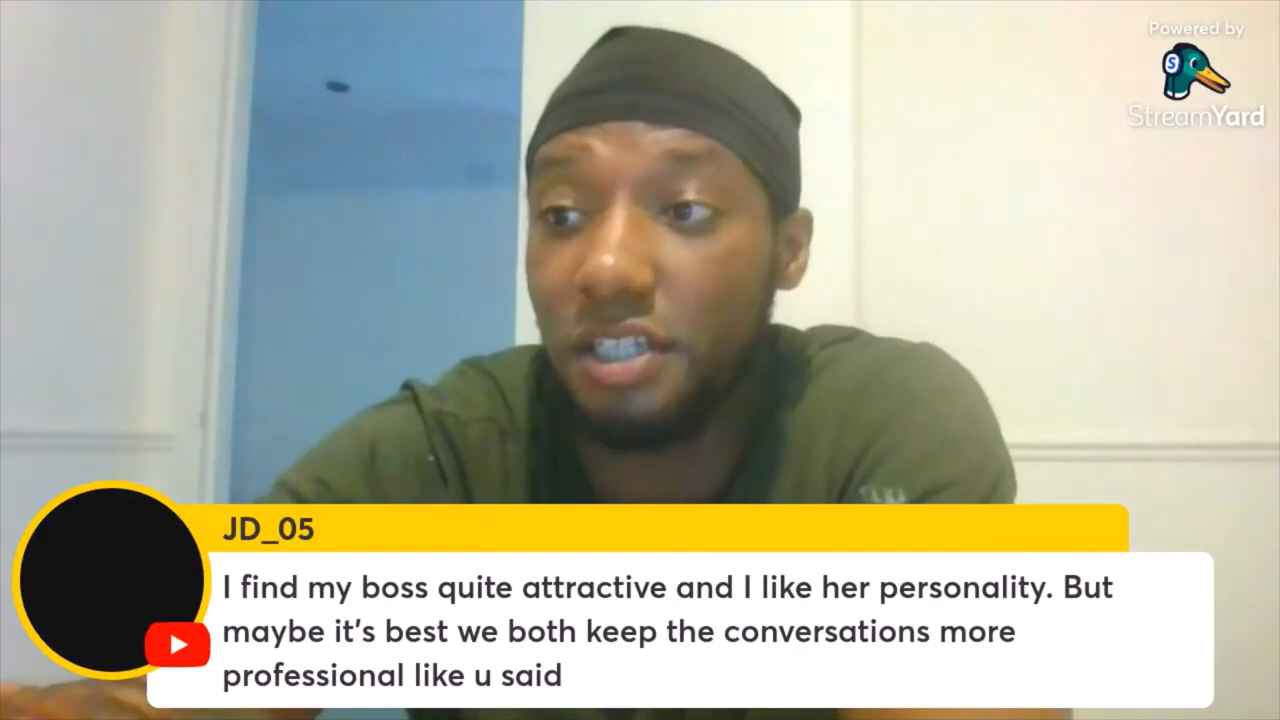 Powered by
S
StreamYard
JD_05
I find my boss quite attractive and I like her personality. But
maybe it's best we both keep the conversations more
professional like u said